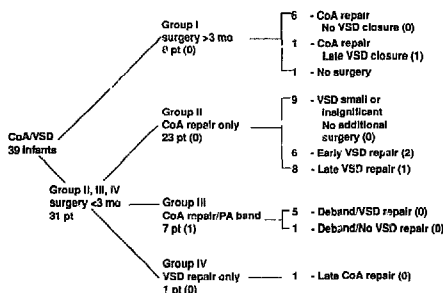 Group I
surgery >3 mo
8 pt (0)
6 - CoA repair
No VSD closure (0)
1 - CoA repair
Late VSD closure (1)
1 - No surgery
CoA/VSD
39 infants
Group II
CoA repair only
23 pt (0)
9 - VSD small or
insignificant
No additional
surgery (0)
6 - Early VSD repair (2)
8 - Late VSD repair (1)
Group II, III, IV
surgery <3 mo
31 pt
Group III
CoA repair/PA band
7 pt (1)
5 - Deband/VSD repair (0)
1 - Deband/No VSD repair (0)
Group IV
VSD repair only
1 pt (0)
1 - Late CoA repair (0)